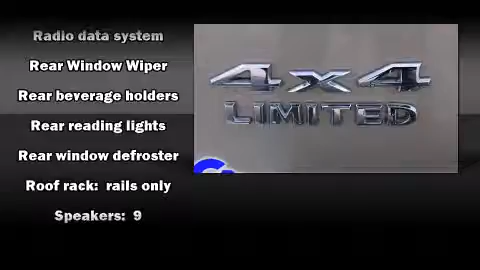 Radio data system
Rear Window Wiper
Rear beverage holders
Rear reading lights
Rear window defroster
Roof rack:  rails only
Speakers:  9
4x4
LIMITED